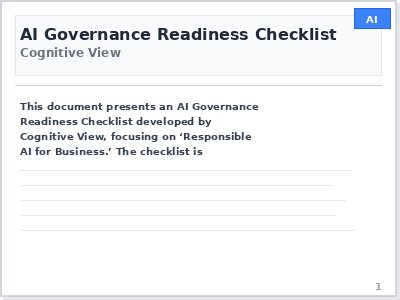 AI
AI Governance Readiness Checklist
Cognitive View
This document presents an AI Governance
Readiness Checklist developed by
Cognitive View, focusing on ‘Responsible
AI for Business.’ The checklist is
1